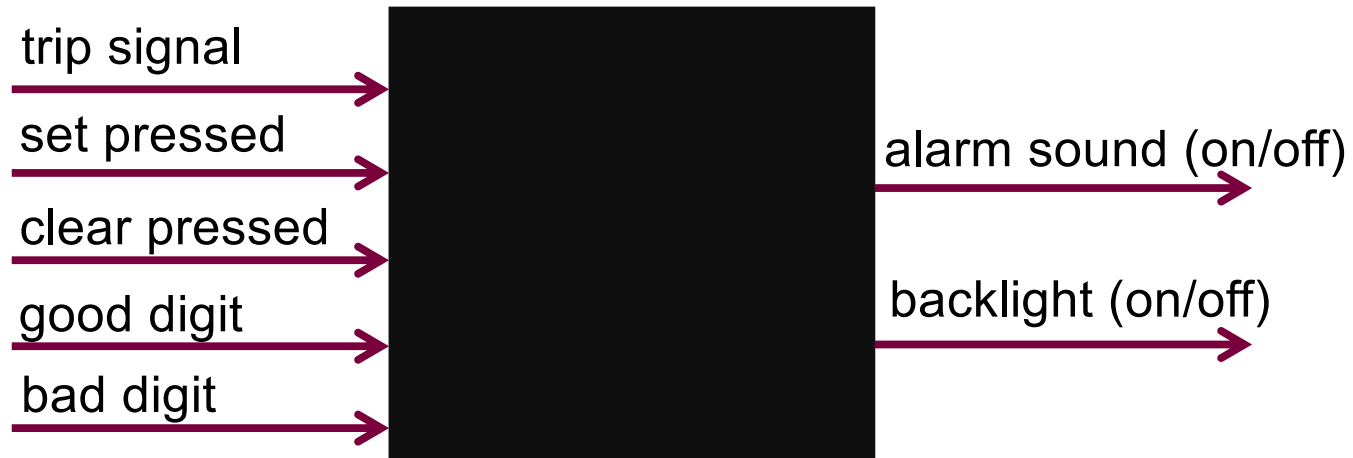 trip signal
set pressed
clear pressed
good digit
bad digit
alarm sound (on/off)
backlight (on/off)